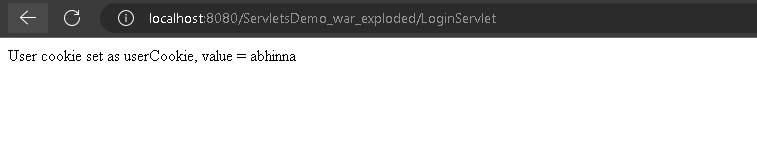 localhost:8080/ServletsDemo_war_exploded/LoginServlet
User cookie set as userCookie, value = abhinna